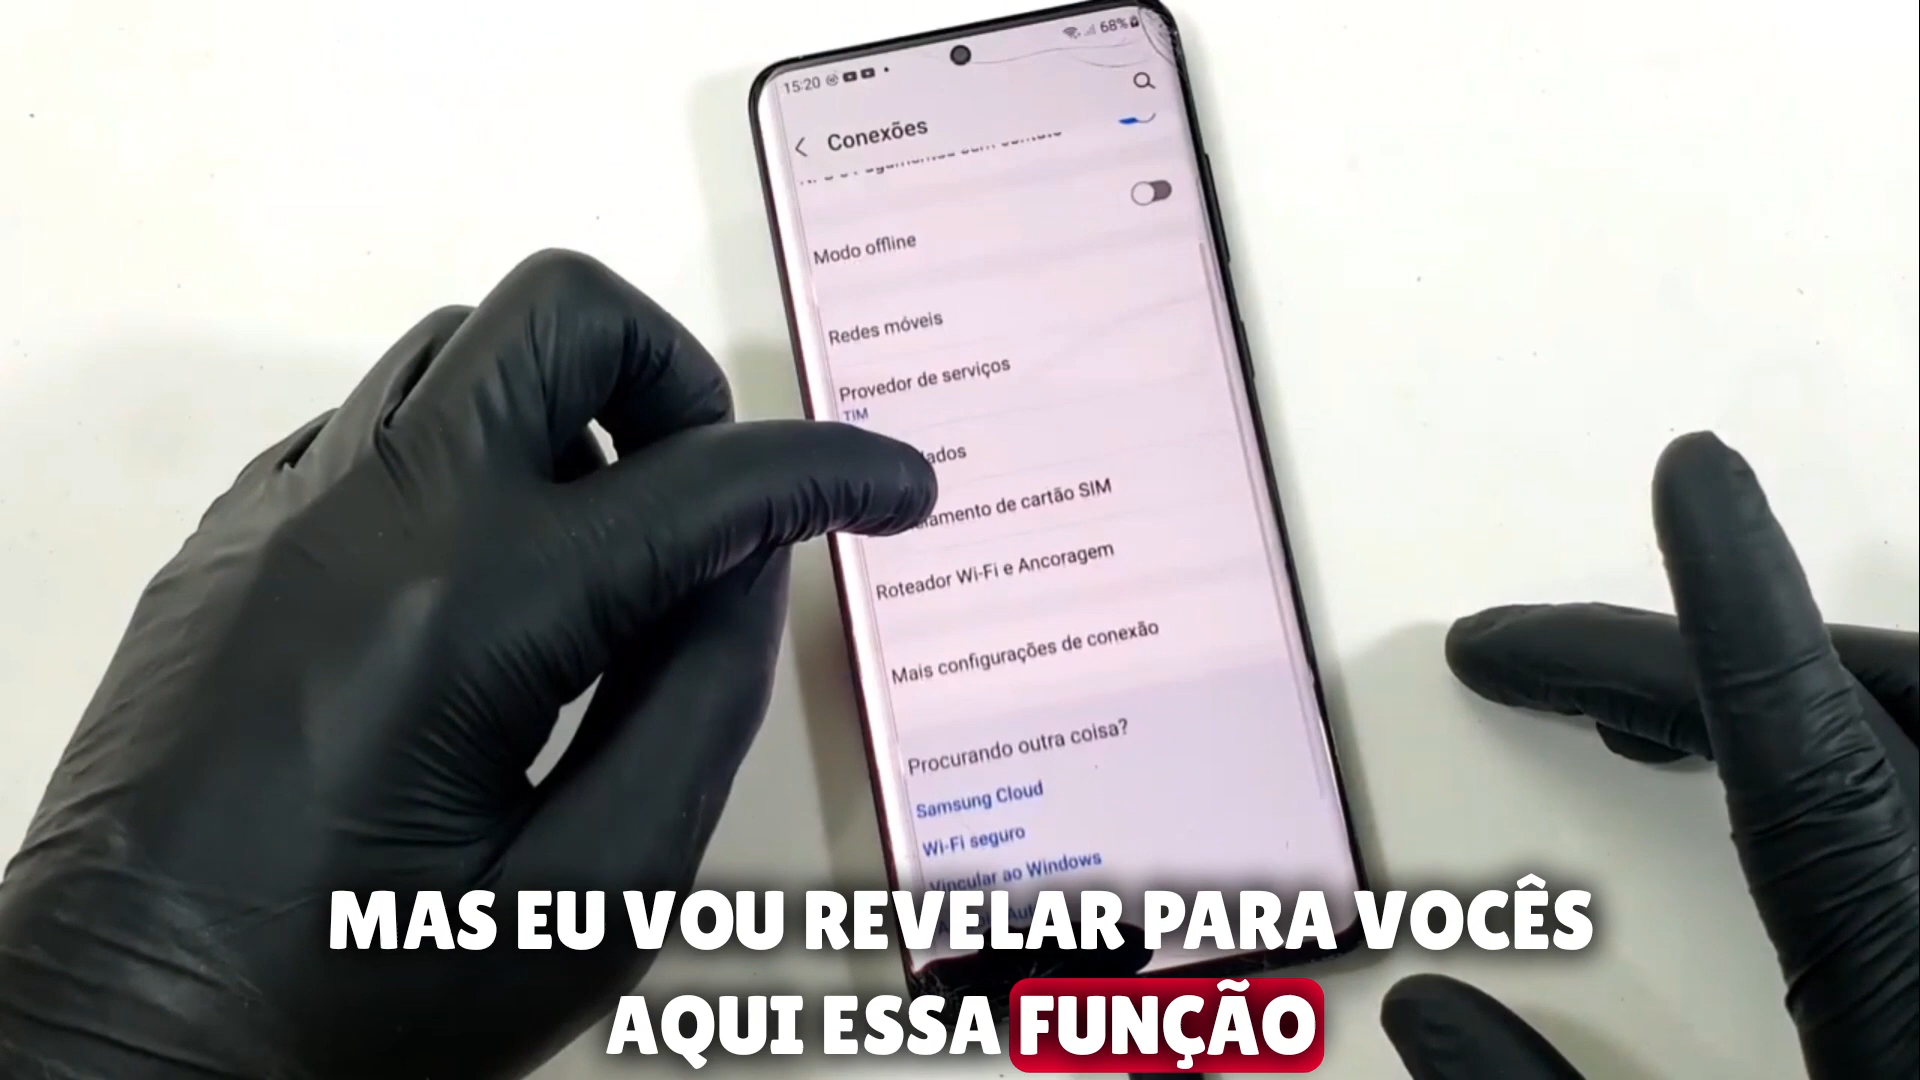 15:20
68%
Conexões
Modo offline
Redes móveis
Provedor de serviços
TIM
de cartão SIM
Roteador Wi-Fi e Ancoragem
Mais configurações de conexão
Procurando outra coisa?
Samsung Cloud
Wi-Fi seguro
Vincular ao Windows
MAS EU VOU REVELAR PARA VOCÊS
AQUI ESSA FUNÇÃO